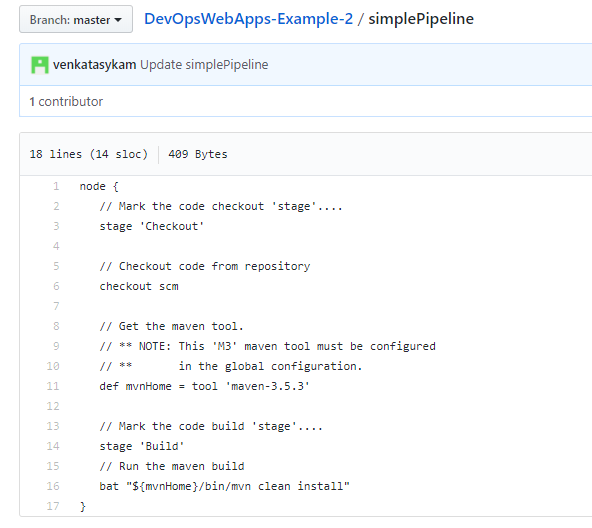 Branch: master DevOpsWebApps-Example-2 / simplePipeline
venkatasykam Update simplePipeline
1 contributor
18 lines (14 sloc) 409 Bytes
1 node {
2 // Mark the code checkout 'stage'....
3 stage 'Checkout'
4
5 // Checkout code from repository
6 checkout scm
7
8 // Get the maven tool.
9 // ** NOTE: This 'M3' maven tool must be configured
10 // ** in the global configuration.
11 def mvnHome = tool 'maven-3.5.3'
12
13 // Mark the code build 'stage'....
14 stage 'Build'
15 // Run the maven build
16 bat "${mvnHome}/bin/mvn clean install"
17 }